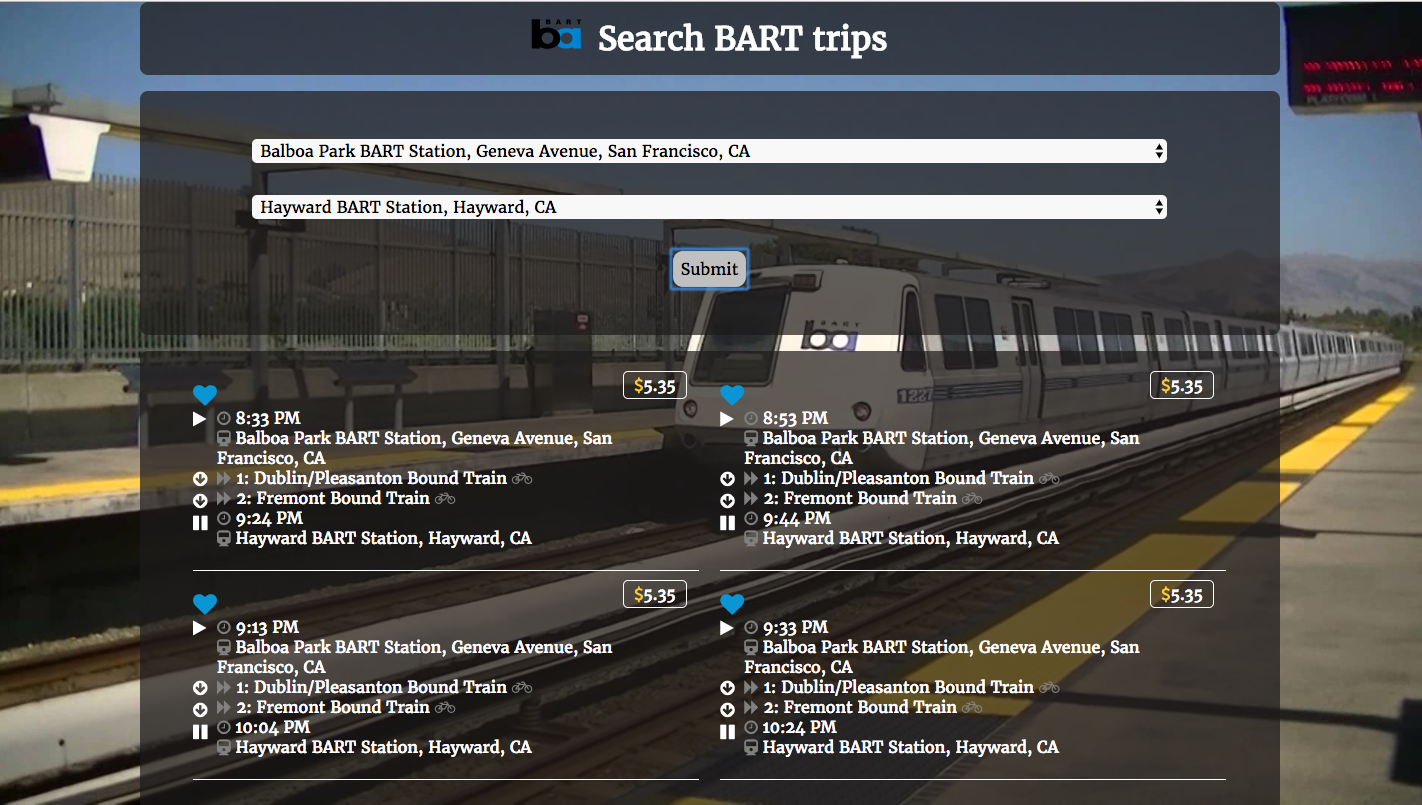 BART
ba Search BART trips
PLATFORM 1
Balboa Park BART Station, Geneva Avenue, San Francisco, CA
Hayward BART Station, Hayward, CA
Submit
BART
ba
1227
$5.35
8:33 PM
Balboa Park BART Station, Geneva Avenue, San
Francisco, CA
1: Dublin/Pleasanton Bound Train
2: Fremont Bound Train
9:24 PM
Hayward BART Station, Hayward, CA
$5.35
8:53 PM
Balboa Park BART Station, Geneva Avenue, San
Francisco, CA
1: Dublin/Pleasanton Bound Train
2: Fremont Bound Train
9:44 PM
Hayward BART Station, Hayward, CA
$5.35
9:13 PM
Balboa Park BART Station, Geneva Avenue, San
Francisco, CA
1: Dublin/Pleasanton Bound Train
2: Fremont Bound Train
10:04 PM
Hayward BART Station, Hayward, CA
$5.35
9:33 PM
Balboa Park BART Station, Geneva Avenue, San
Francisco, CA
1: Dublin/Pleasanton Bound Train
2: Fremont Bound Train
10:24 PM
Hayward BART Station, Hayward, CA